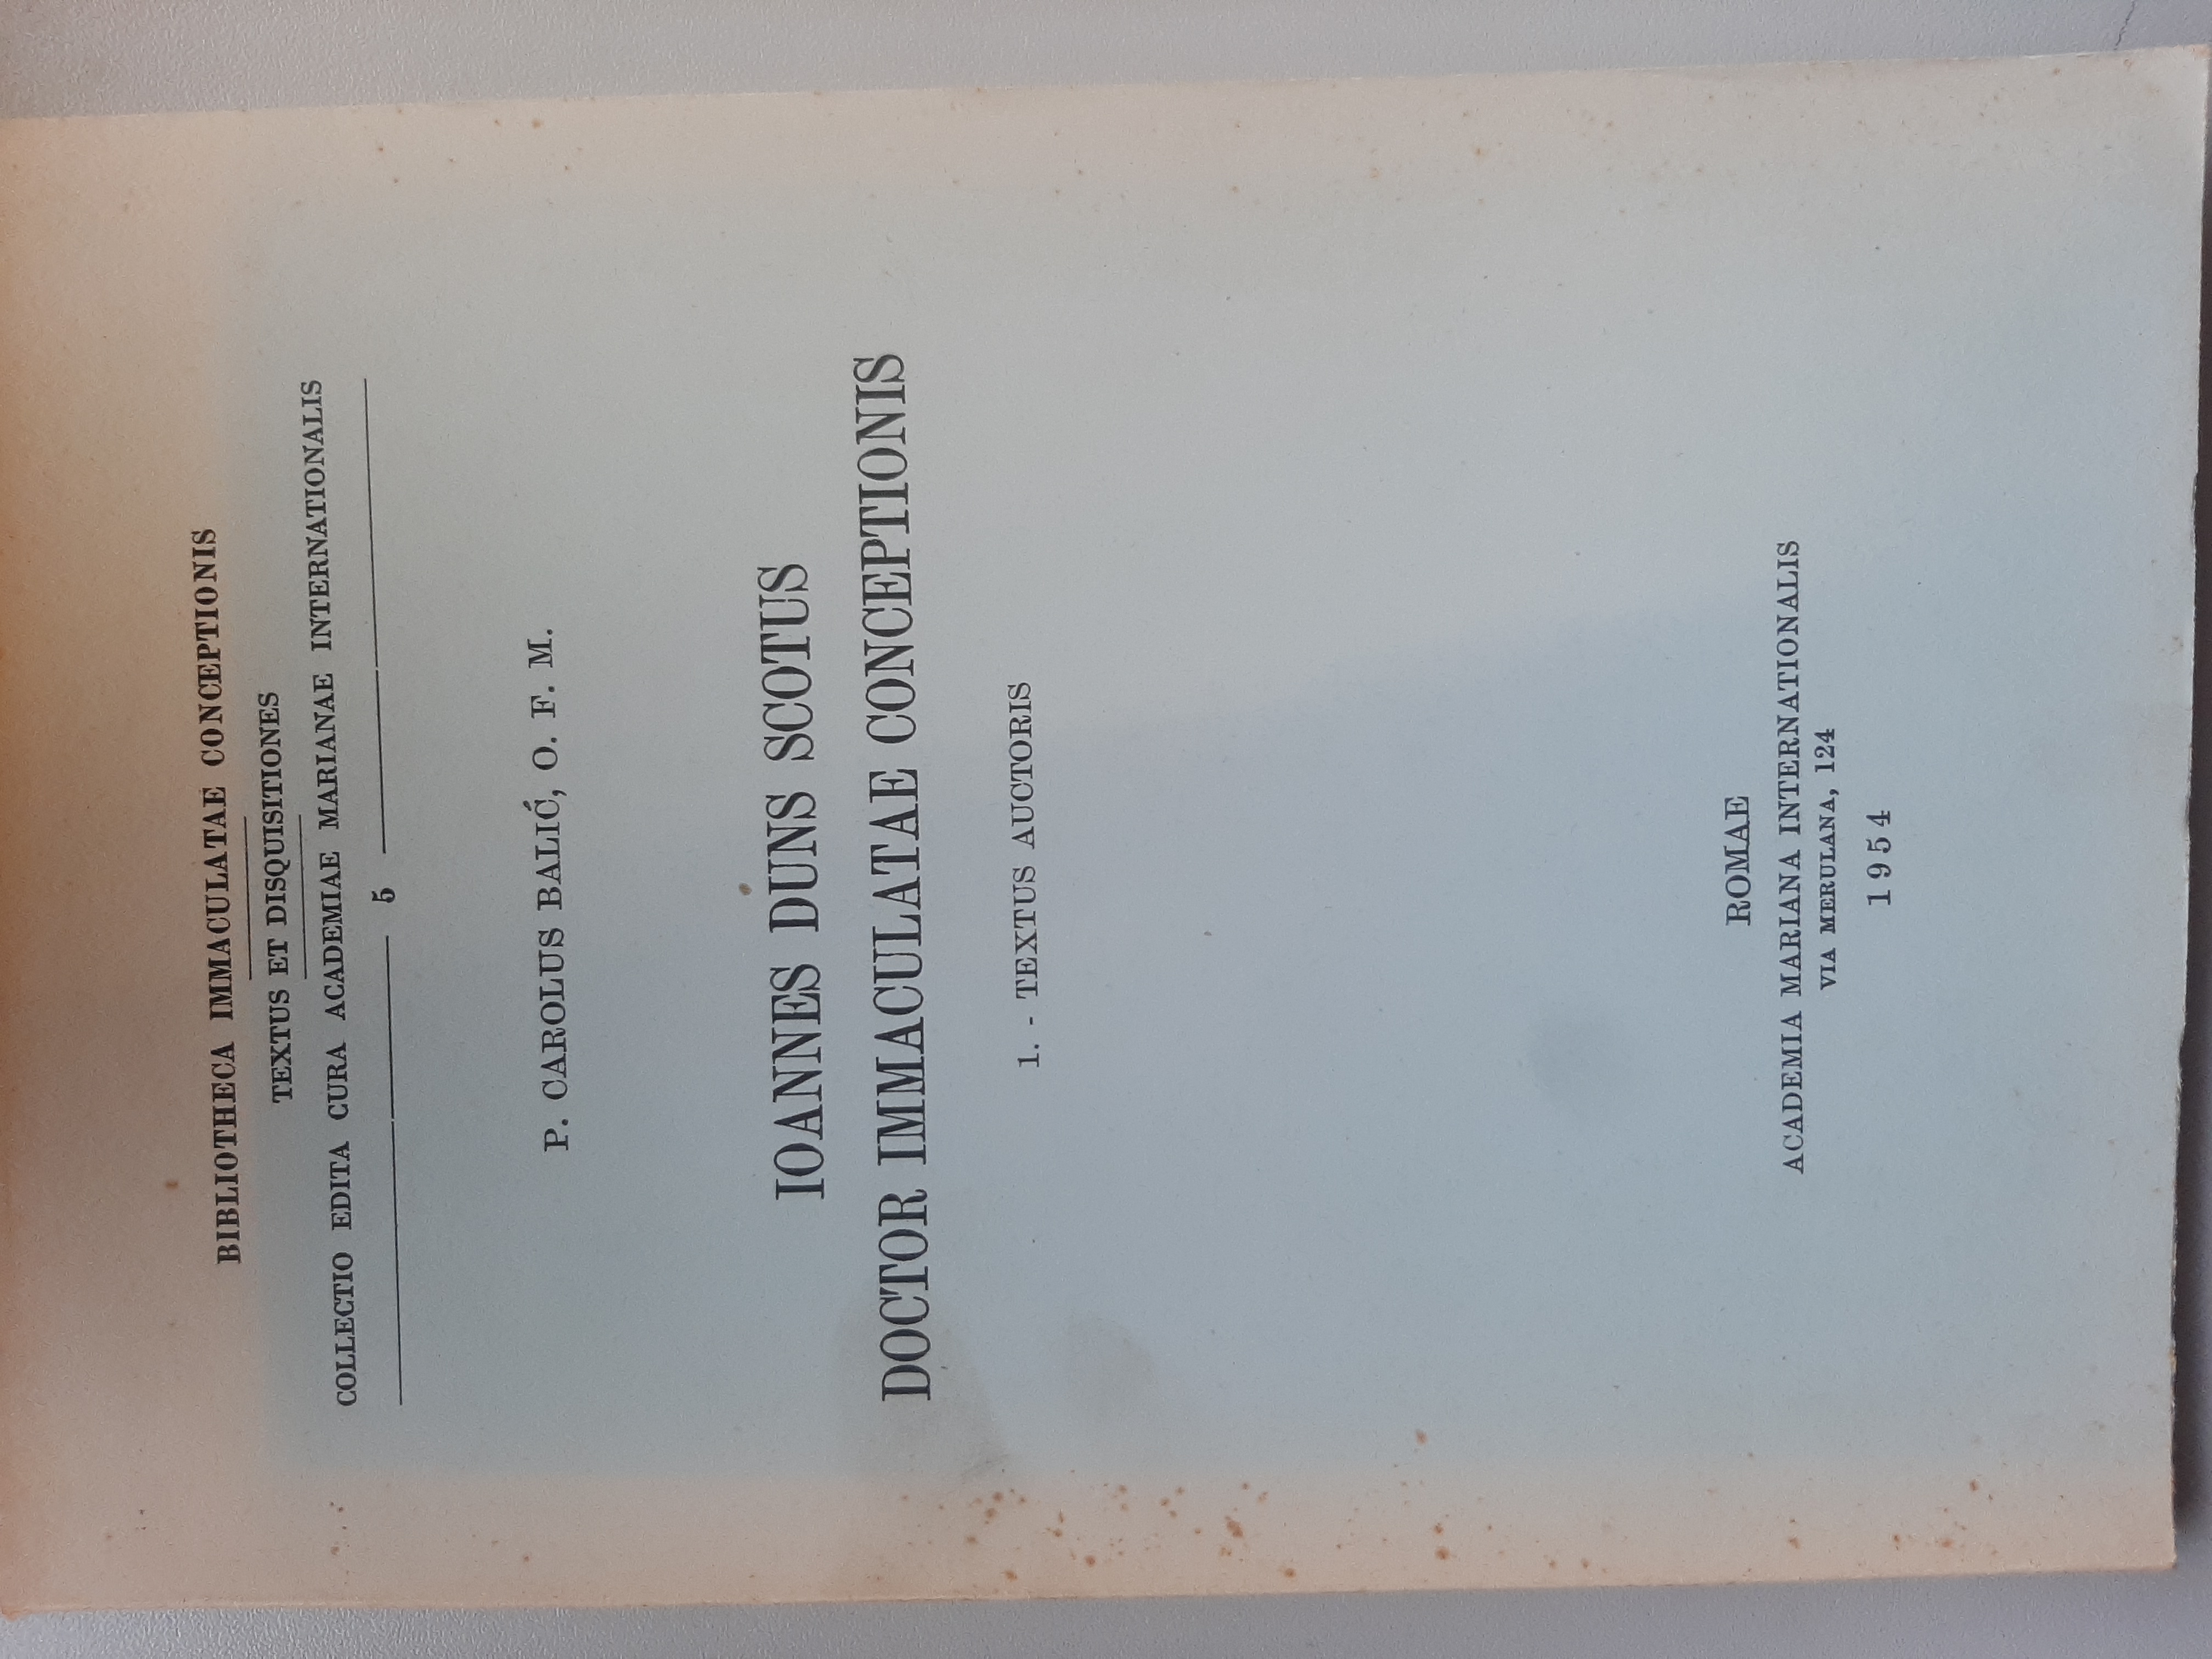 BIBLIOTHECA IMMACULATAE CONCEPTIONIS
TEXTUS ET DISQUISITIONES
COLLECTIO EDITA CURA ACADEMIAE MARIANAE INTERNATIONALIS
5
P. CAROLUS BALIĆ, O. F. M.
IOANNES DUNS SCOTUS
DOCTOR IMMACULATAE CONCEPTIONIS
1. - TEXTUS AUCTORIS
ROMAE
ACADEMIA MARIANA INTERNATIONALIS
VIA MERULANA, 124
1954